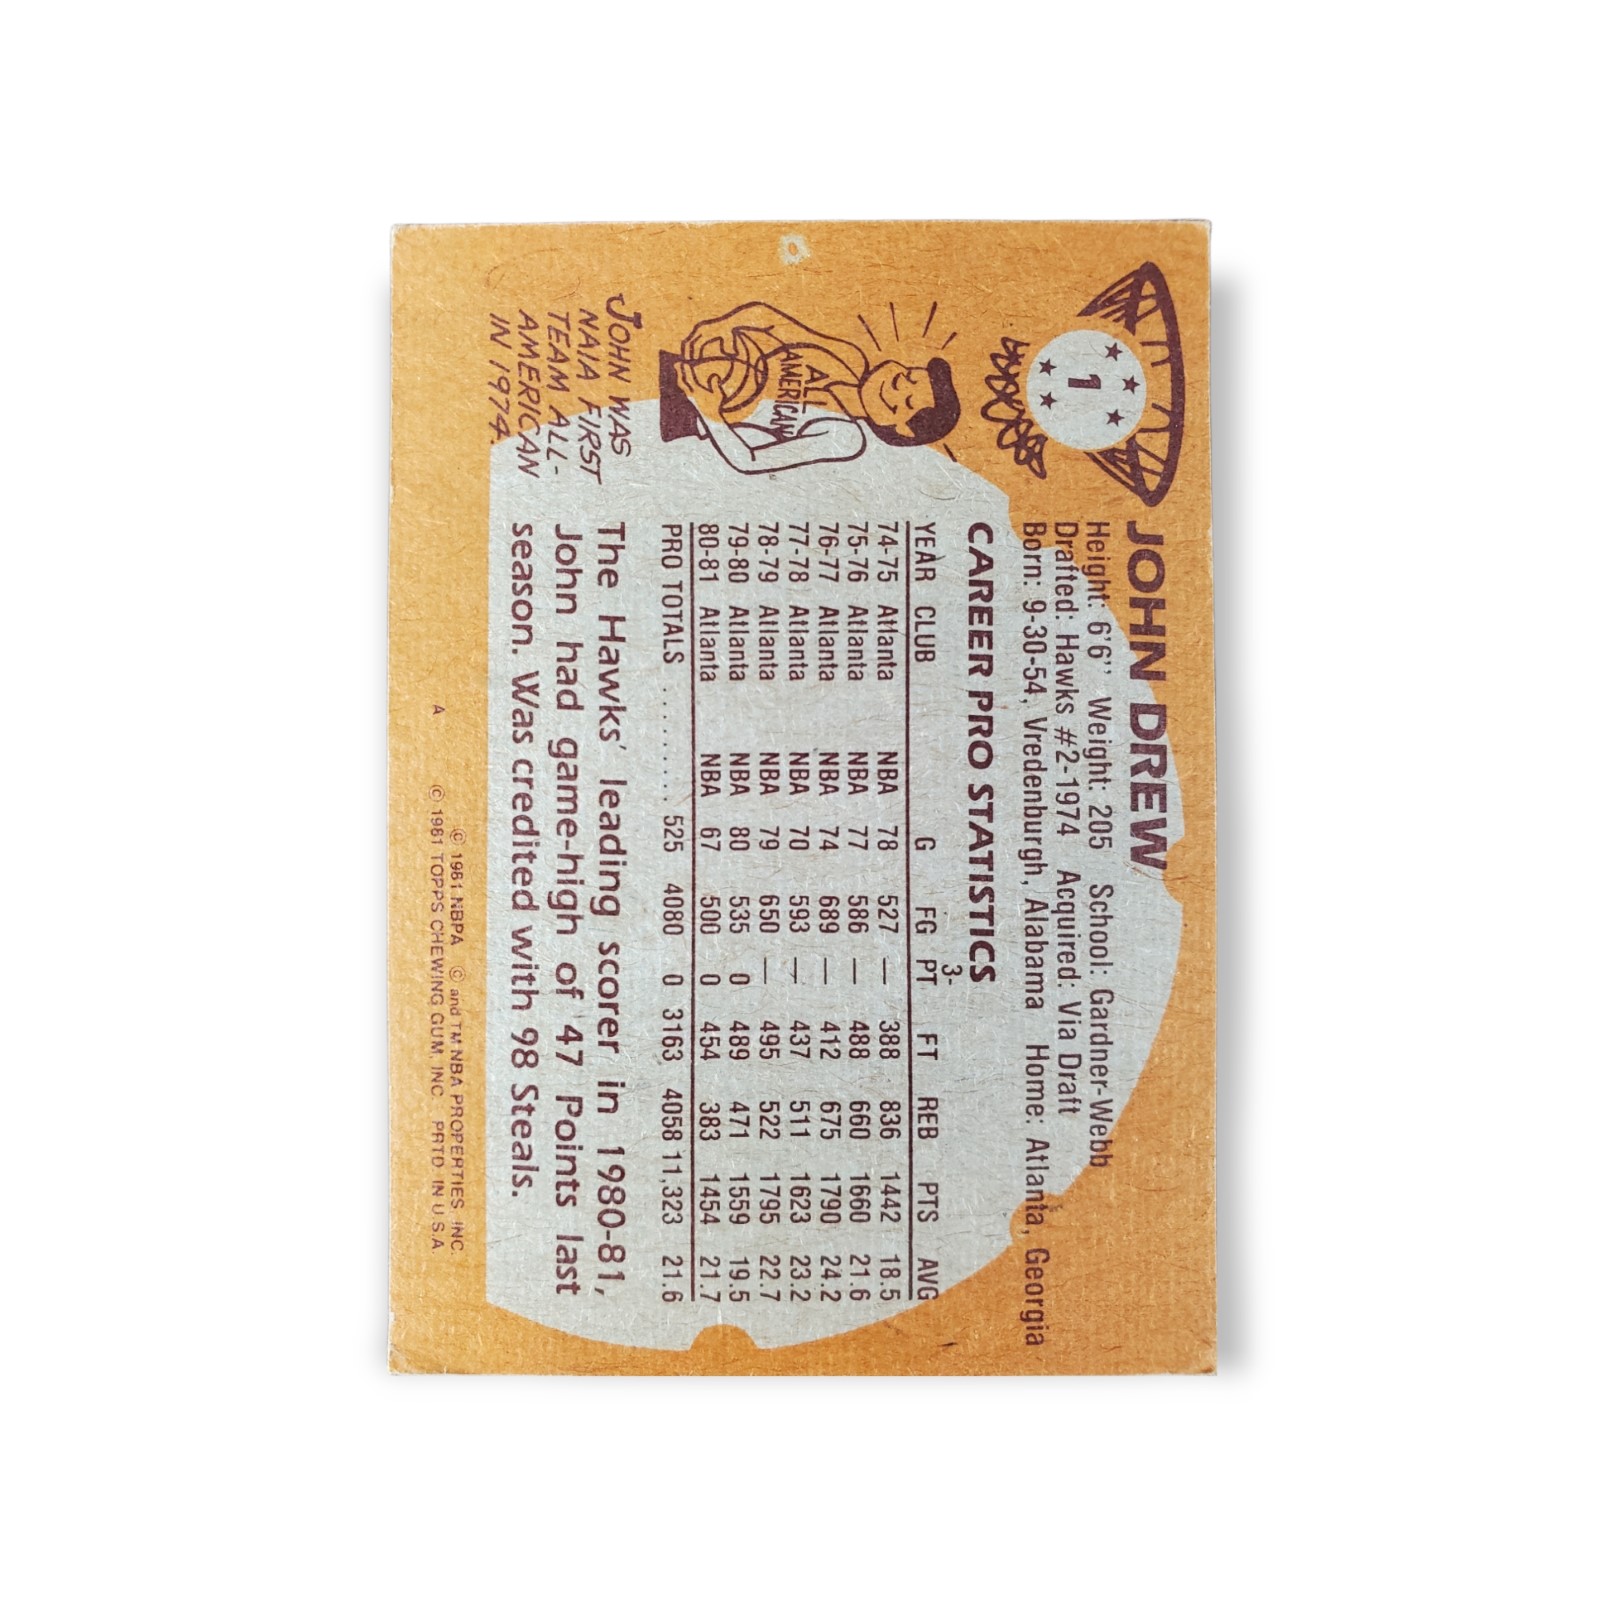 1
JOHN DREW
Height: 6'6'' Weight: 205 School: Gardner-Webb
Drafted: Hawks #2-1974 Acquired: Via Draft
Born: 9-30-54, Vredenburgh, Alabama Home: Atlanta, Georgia
CAREER PRO STATISTICS
3-
YEAR CLUB G FG PT FT REB PTS AVG
74-75 Atlanta NBA 78 527 — 388 836 1442 18.5
75-76 Atlanta NBA 77 586 — 488 660 1660 21.6
76-77 Atlanta NBA 74 689 — 412 675 1790 24.2
77-78 Atlanta NBA 70 593 — 437 511 1623 23.2
78-79 Atlanta NBA 79 650 — 495 522 1795 22.7
79-80 Atlanta NBA 80 535 0 489 471 1559 19.5
80-81 Atlanta NBA 67 500 0 454 383 1454 21.7
PRO TOTALS ......... 525 4080 0 3163 4058 11,323 21.6
ALL
AMERICAN
JOHN WAS
NAIA FIRST
TEAM ALL-
AMERICAN
IN 1974.
The Hawks' leading scorer in 1980-81,
John had game-high of 47 Points last
season. Was credited with 98 Steals.
© 1981 NBPA © and TM NBA PROPERTIES, INC.
A © 1981 TOPPS CHEWING GUM, INC. PRTD. IN U.S.A.